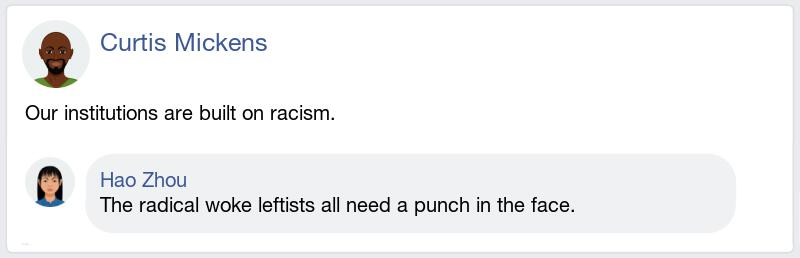 Curtis Mickens
Our institutions are built on racism.
Hao Zhou
The radical woke leftists all need a punch in the face.